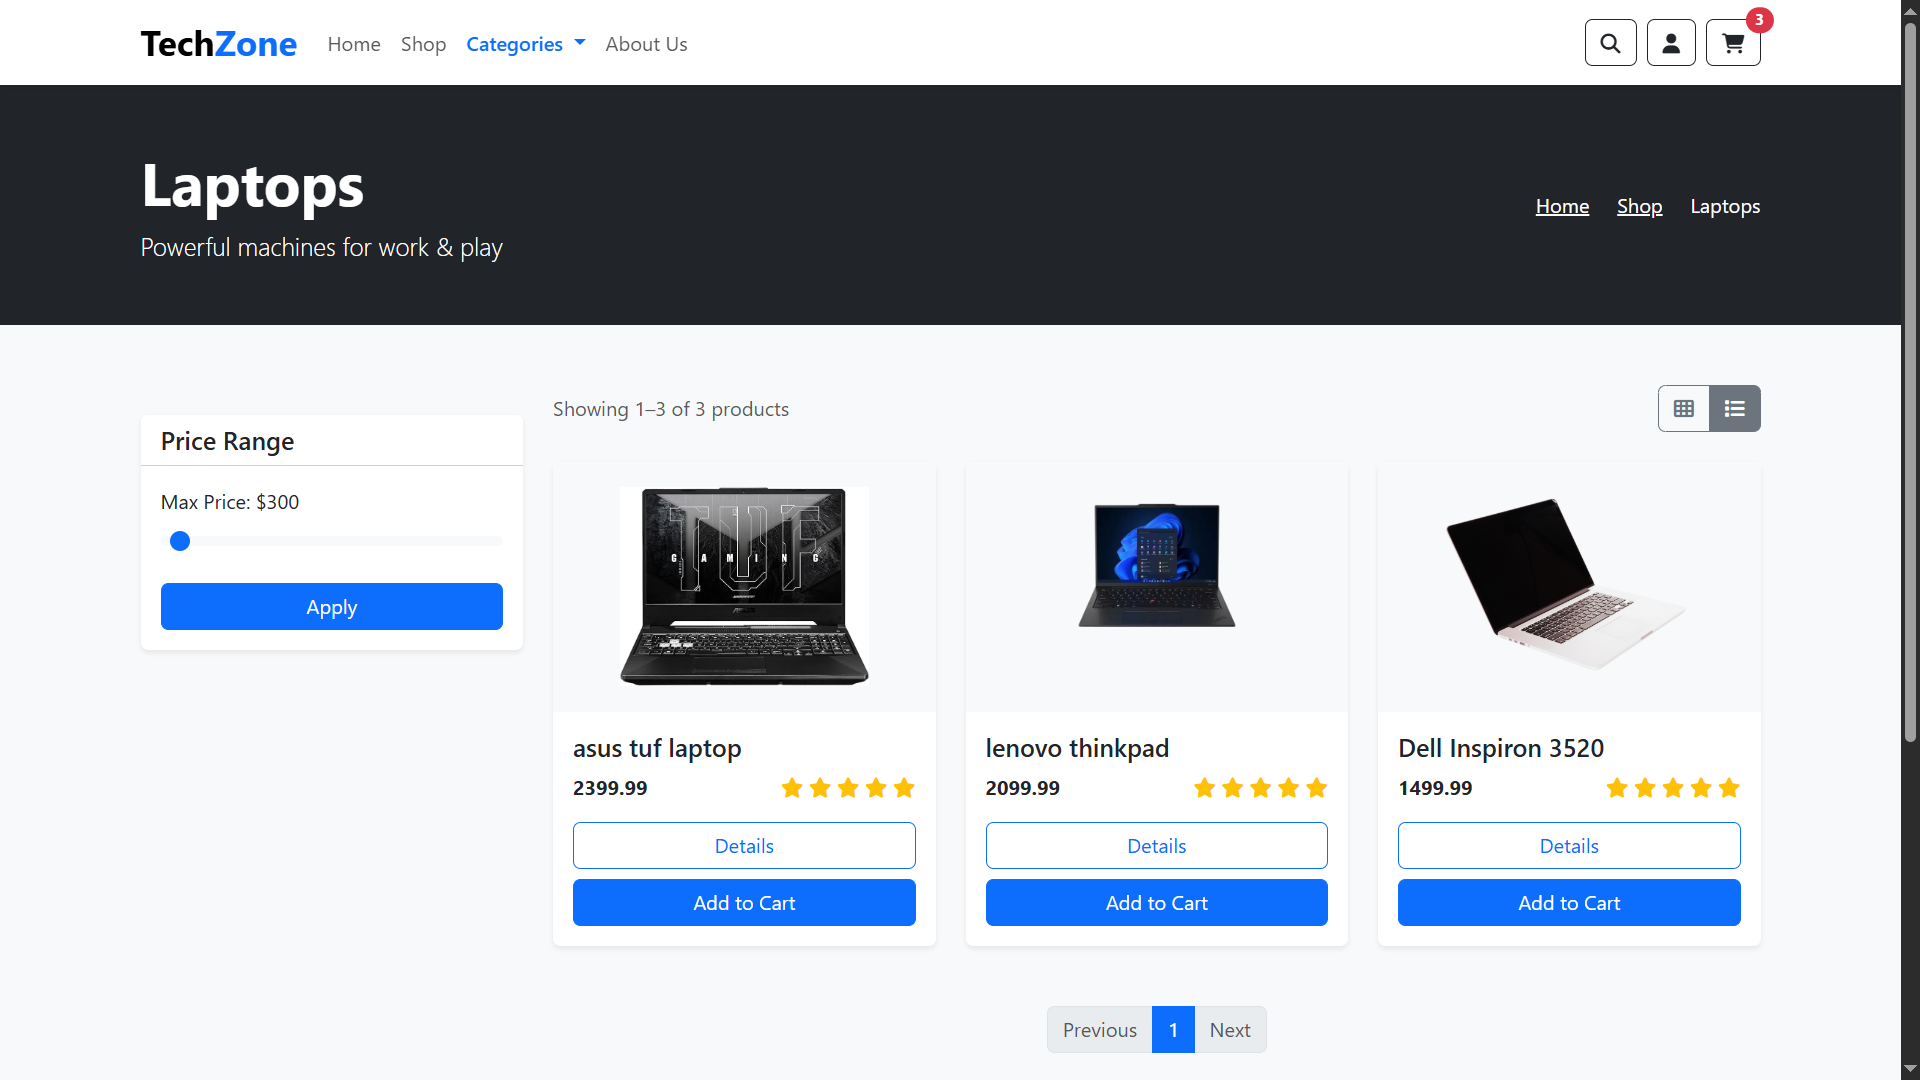 TechZone Home Shop Categories About Us 3
Laptops
Powerful machines for work & play
Home Shop Laptops
Price Range
Max Price: $300
Apply
Showing 1–3 of 3 products
TUF
GAMING
asus tuf laptop
2399.99
Details
Add to Cart
lenovo thinkpad
2099.99
Details
Add to Cart
Dell Inspiron 3520
1499.99
Details
Add to Cart
Previous 1 Next